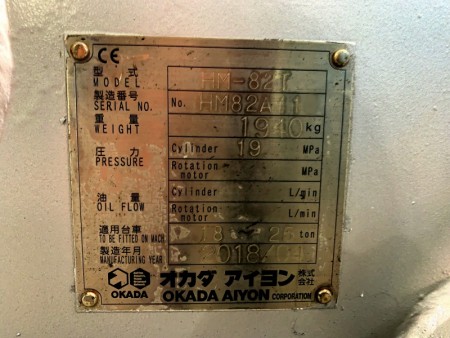 CE
型式 MODEL HM-82T
製造番号 SERIAL NO. No. HM82A
重量 WEIGHT 1940 kg
圧力 PRESSURE Cylinder 19 MPa
Rotation motor MPa
油量 OIL FLOW Cylinder L/min
Rotation motor L/min
適用台車 TO BE FITTED ON MACH 18 ~ 25 ton
製造年月 MANUFACTURING YEAR
OKADA オカダ アイヨン 株式会社
OKADA AIYON CORPORATION